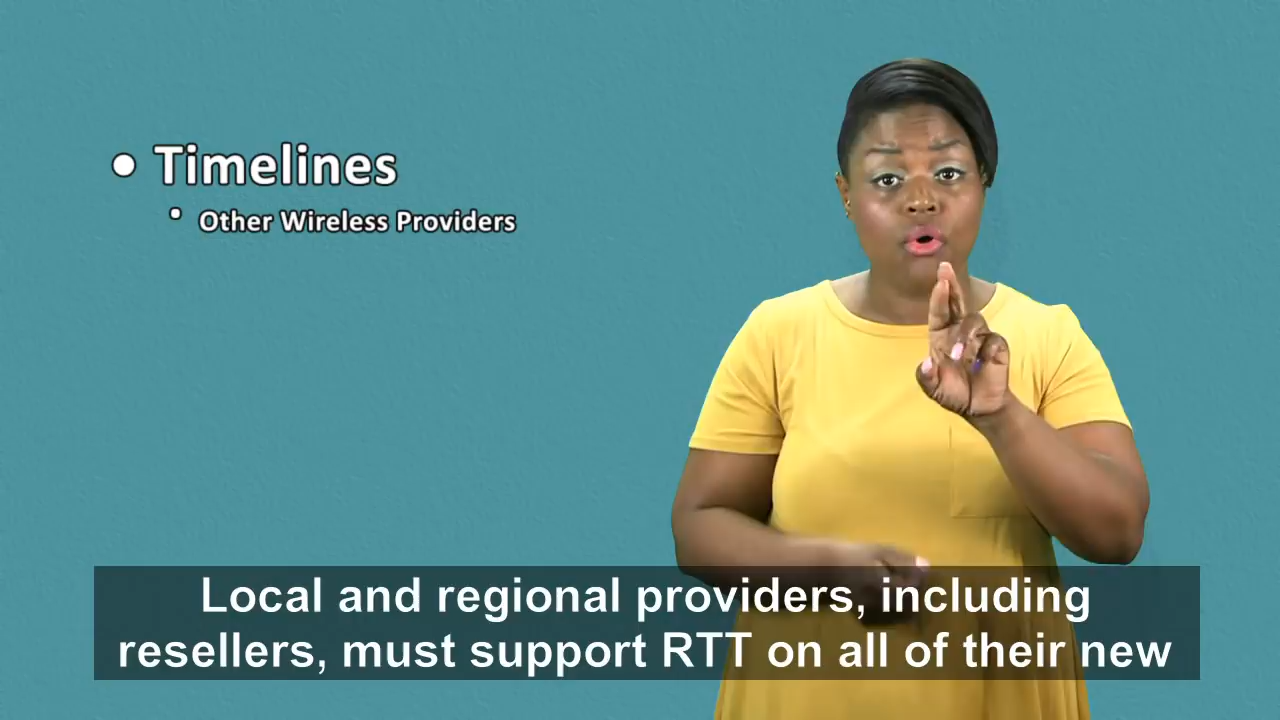 • Timelines
• Other Wireless Providers
Local and regional providers, including
resellers, must support RTT on all of their new